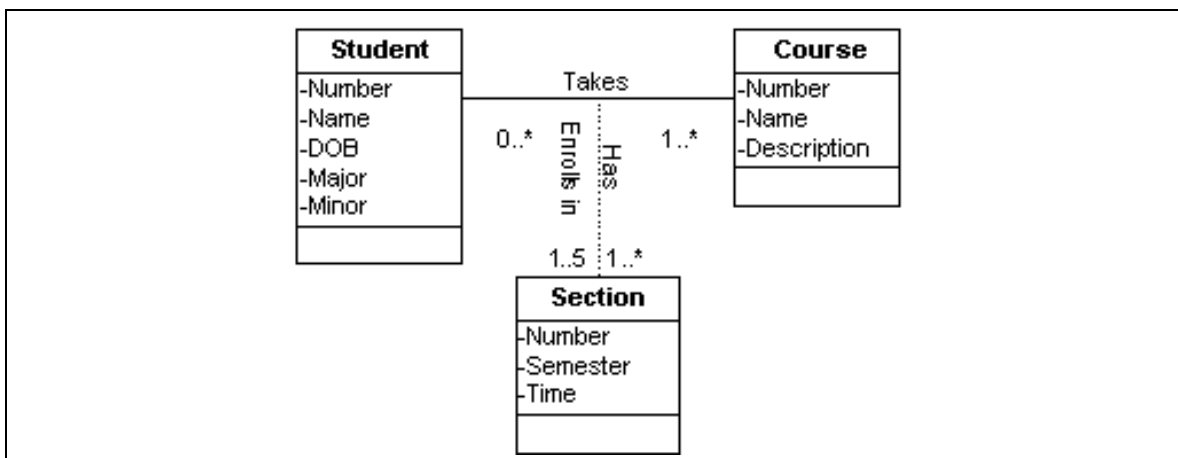 Student
-Number
-Name
-DOB
-Major
-Minor
Takes
0..*
1..*
Enrolls in
Has
1..5
1..*
Course
-Number
-Name
-Description
Section
-Number
-Semester
-Time